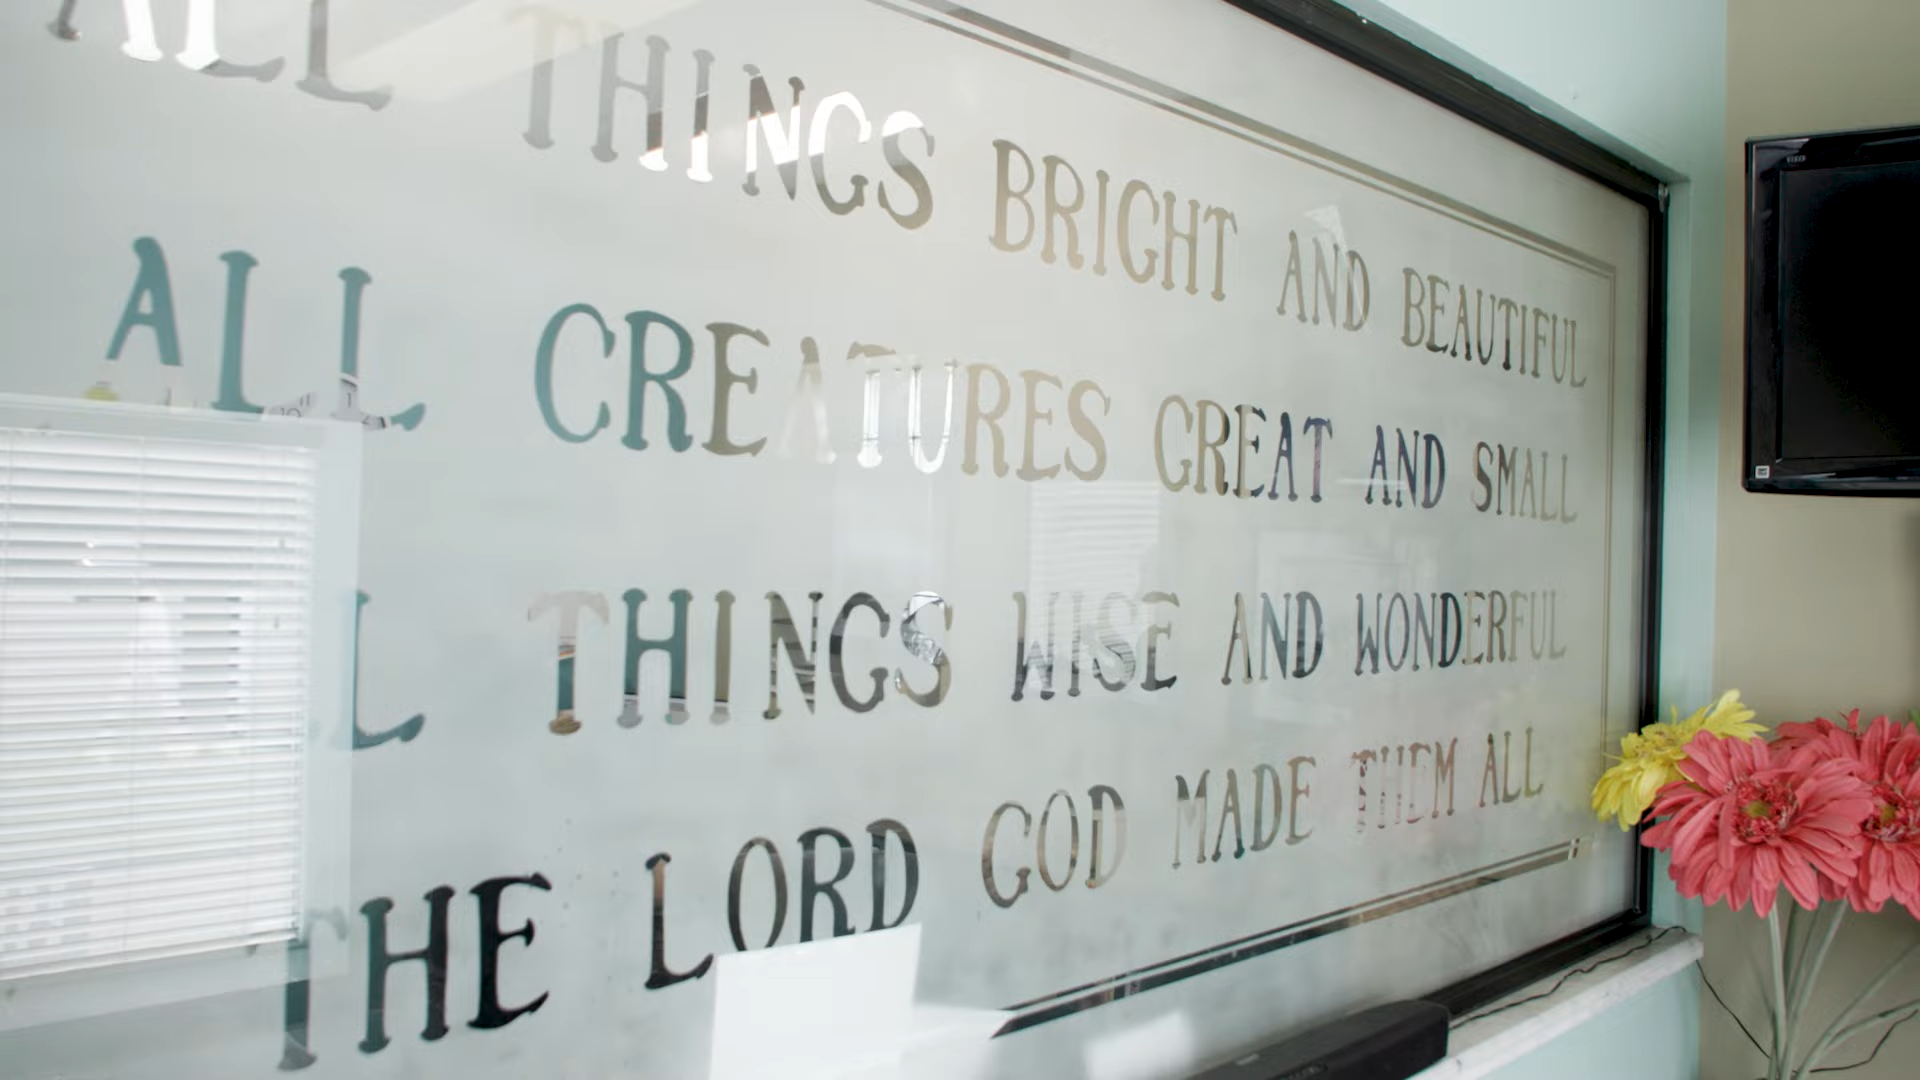 ALL THINGS BRIGHT AND BEAUTIFUL
ALL CREATURES GREAT AND SMALL
THINGS WISE AND WONDERFUL
THE LORD GOD MADE THEM ALL